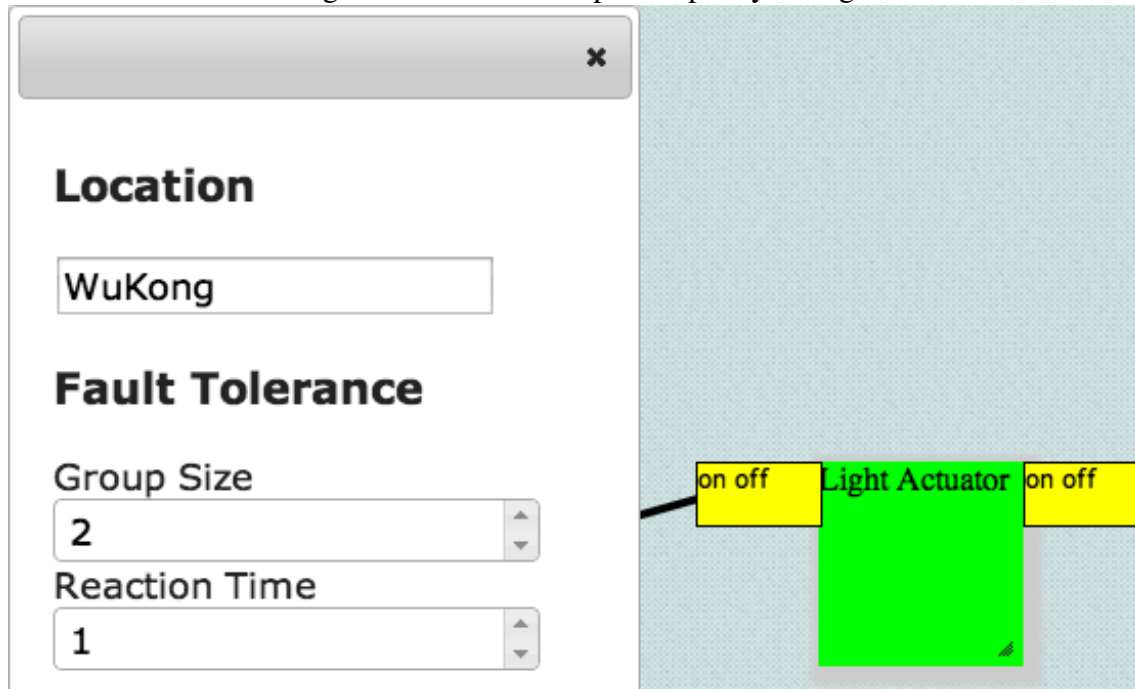 Location
WuKong
Fault Tolerance
Group Size
2
Reaction Time
1
on off
Light Actuator
on off